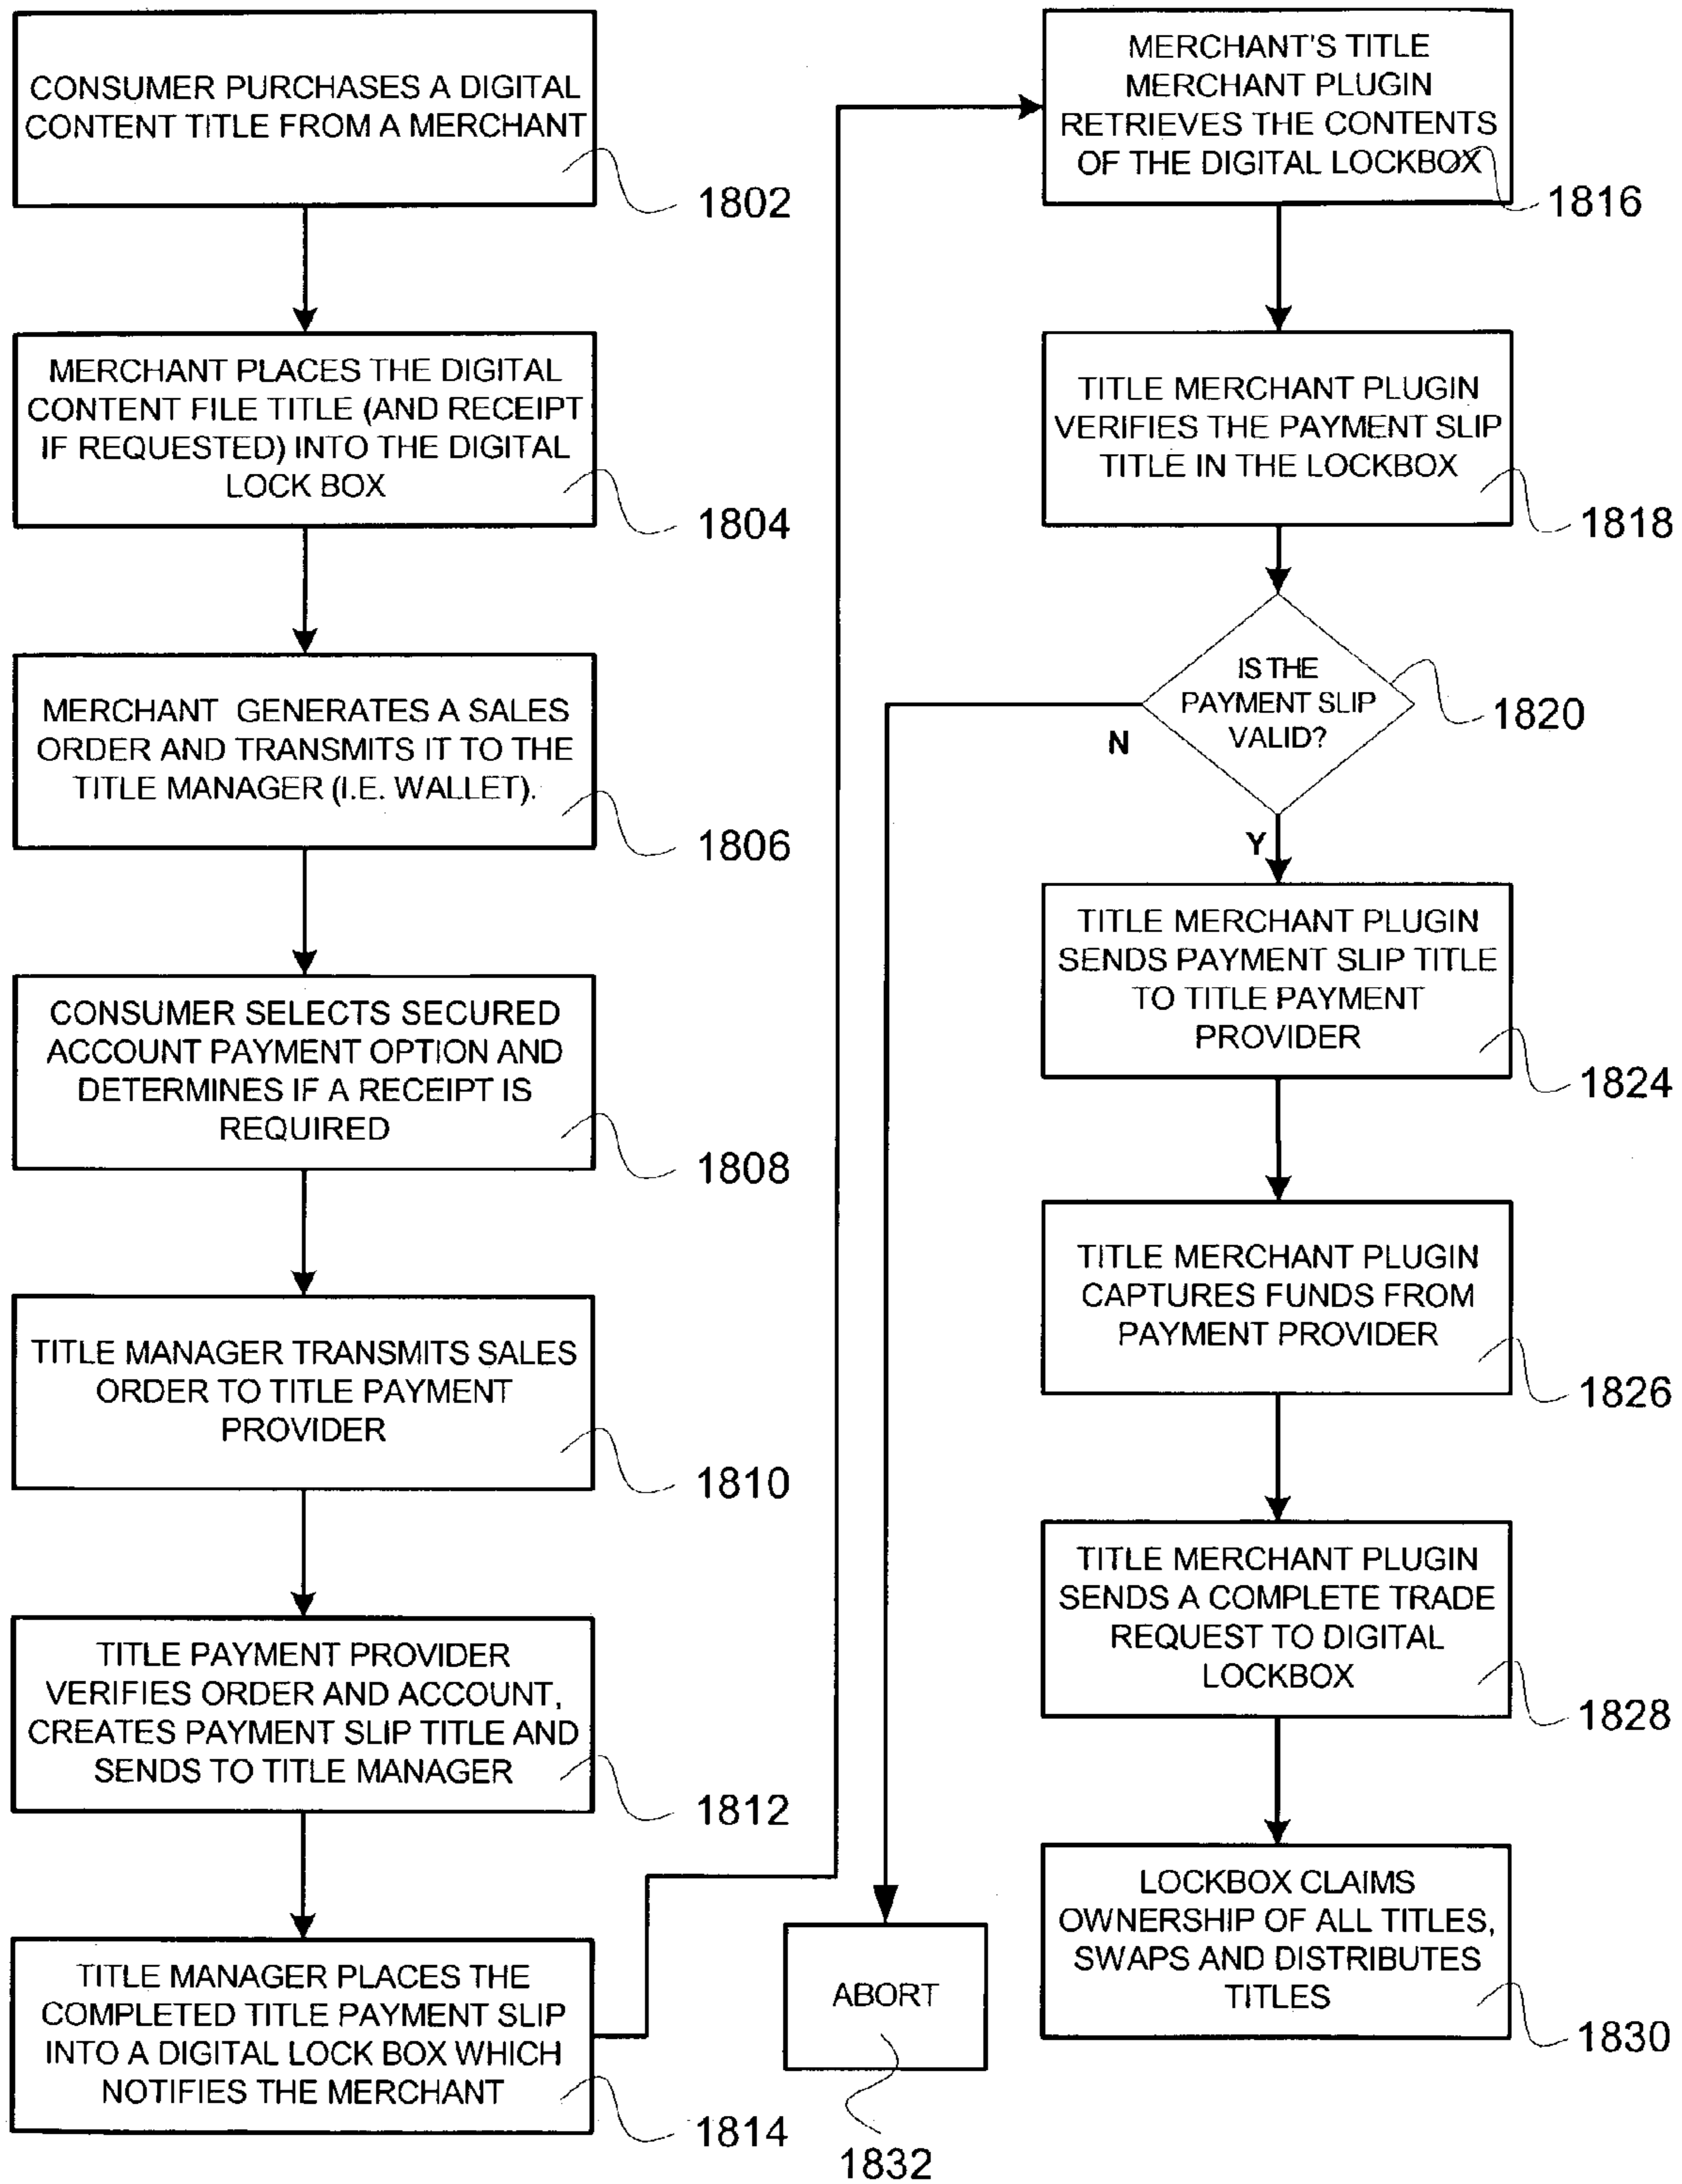 CONSUMER PURCHASES A DIGITAL
CONTENT TITLE FROM A MERCHANT
1802
MERCHANT PLACES THE DIGITAL
CONTENT FILE TITLE (AND RECEIPT
IF REQUESTED) INTO THE DIGITAL
LOCK BOX
1804
MERCHANT GENERATES A SALES
ORDER AND TRANSMITS IT TO THE
TITLE MANAGER (I.E. WALLET).
1806
CONSUMER SELECTS SECURED
ACCOUNT PAYMENT OPTION AND
DETERMINES IF A RECEIPT IS
REQUIRED
1808
TITLE MANAGER TRANSMITS SALES
ORDER TO TITLE PAYMENT
PROVIDER
1810
TITLE PAYMENT PROVIDER
VERIFIES ORDER AND ACCOUNT,
CREATES PAYMENT SLIP TITLE AND
SENDS TO TITLE MANAGER
1812
TITLE MANAGER PLACES THE
COMPLETED TITLE PAYMENT SLIP
INTO A DIGITAL LOCK BOX WHICH
NOTIFIES THE MERCHANT
1814
MERCHANT'S TITLE
MERCHANT PLUGIN
RETRIEVES THE CONTENTS
OF THE DIGITAL LOCKBOX
1816
TITLE MERCHANT PLUGIN
VERIFIES THE PAYMENT SLIP
TITLE IN THE LOCKBOX
1818
IS THE
PAYMENT SLIP
VALID?
1820
N
Y
TITLE MERCHANT PLUGIN
SENDS PAYMENT SLIP TITLE
TO TITLE PAYMENT
PROVIDER
1824
TITLE MERCHANT PLUGIN
CAPTURES FUNDS FROM
PAYMENT PROVIDER
1826
TITLE MERCHANT PLUGIN
SENDS A COMPLETE TRADE
REQUEST TO DIGITAL
LOCKBOX
1828
LOCKBOX CLAIMS
OWNERSHIP OF ALL TITLES,
SWAPS AND DISTRIBUTES
TITLES
1830
ABORT
1832